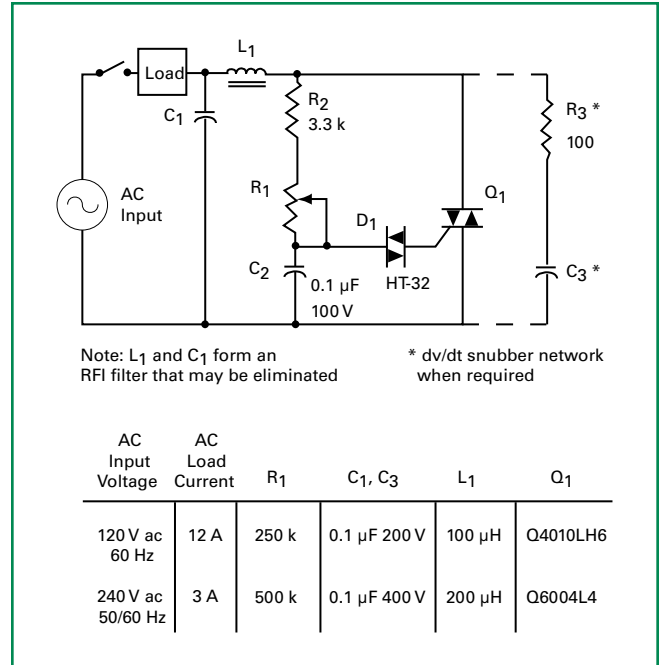 L1
Load
C1
R2
3.3 k
R3 *
100
AC
Input
R1
D1
Q1
C2
0.1 µF
100 V
HT-32
C3 *
Note: L1 and C1 form an
RFI filter that may be eliminated
* dv/dt snubber network
when required
AC Input Voltage AC Load Current R1 C1, C3 L1 Q1
120 V ac 60 Hz 12 A 250 k 0.1 µF 200 V 100 µH Q4010LH6
240 V ac 50/60 Hz 3 A 500 k 0.1 µF 400 V 200 µH Q6004L4